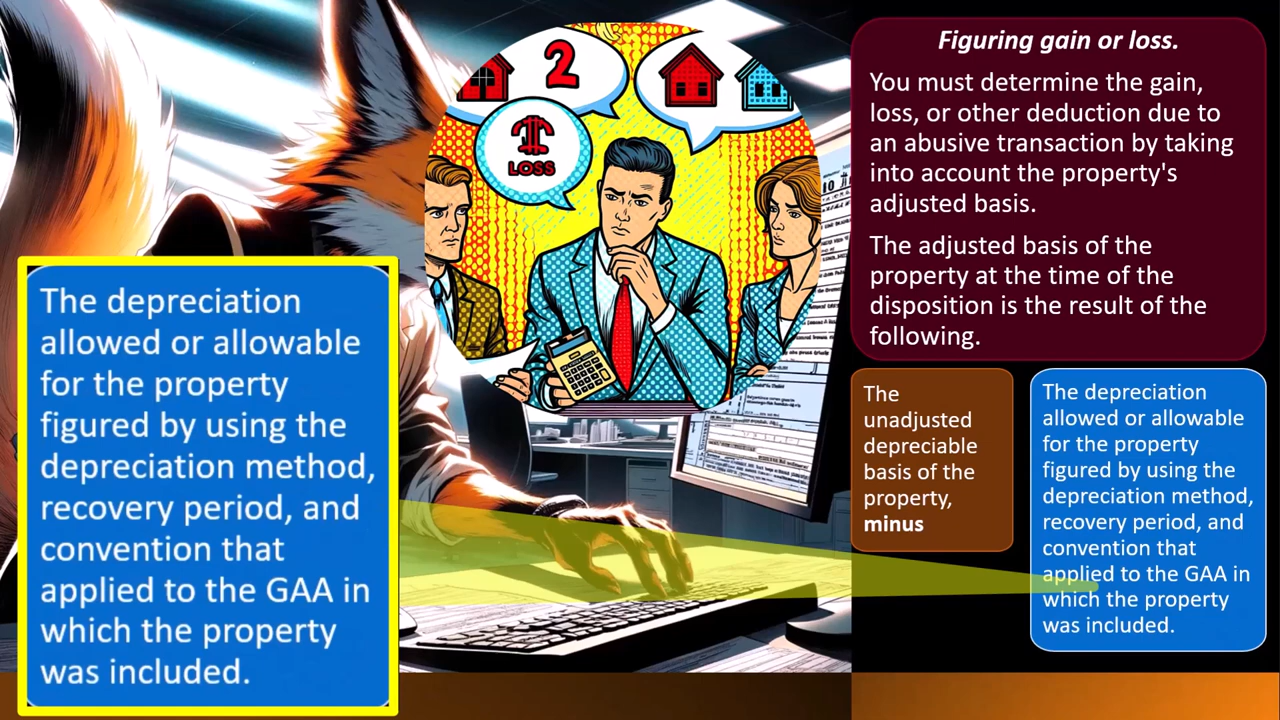 2
LOSS
Figuring gain or loss.
You must determine the gain,
loss, or other deduction due to
an abusive transaction by taking
into account the property's
adjusted basis.
The adjusted basis of the
property at the time of the
disposition is the result of the
following.
The depreciation
allowed or allowable
for the property
figured by using the
depreciation method,
recovery period, and
convention that
applied to the GAA in
which the property
was included.
The
unadjusted
depreciable
basis of the
property,
minus
The depreciation
allowed or allowable
for the property
figured by using the
depreciation method,
recovery period, and
convention that
applied to the GAA in
which the property
was included.